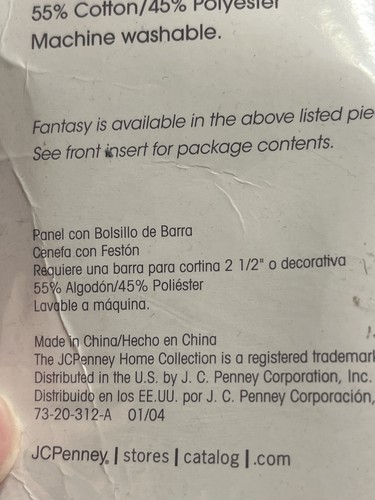 55% Cotton/45% Polyester
Machine washable.
Fantasy is available in the above listed pie
See front insert for package contents.
Panel con Bolsillo de Barra
Cenefa con Festón
Requiere una barra para cortina 2 1/2" o decorativa
55% Algodón/45% Poliéster
Lavable a máquina.
Made in China/Hecho en China
The JCPenney Home Collection is a registered trademark
Distributed in the U.S. by J. C. Penney Corporation, Inc.
Distribuido en los EE.UU. por J. C. Penney Corporación,
73-20-312-A 01/04
JCPenney® | stores | catalog | .com